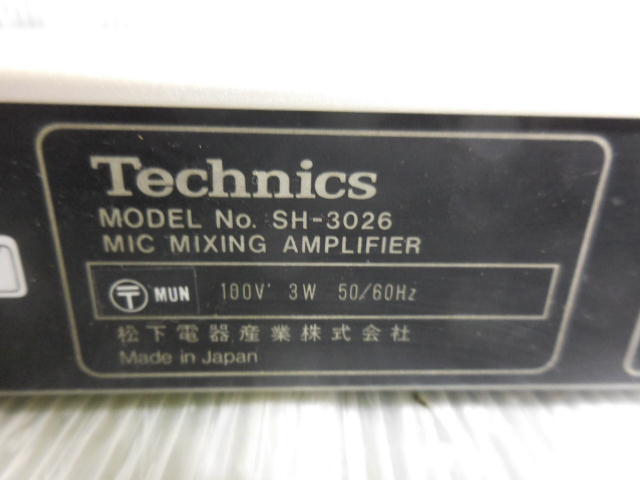 Technics
MODEL No. SH-3026
MIC MIXING AMPLIFIER
〒 MUN 100V 3W 50/60Hz
松下電器産業株式会社
Made in Japan